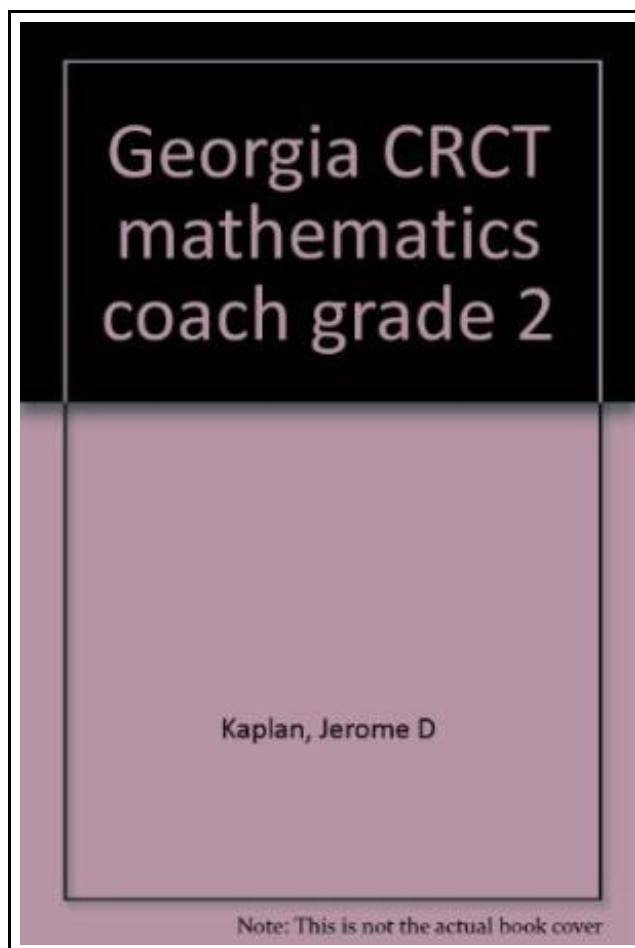 Georgia CRCT
mathematics
coach grade 2
Kaplan, Jerome D
Note: This is not the actual book cover